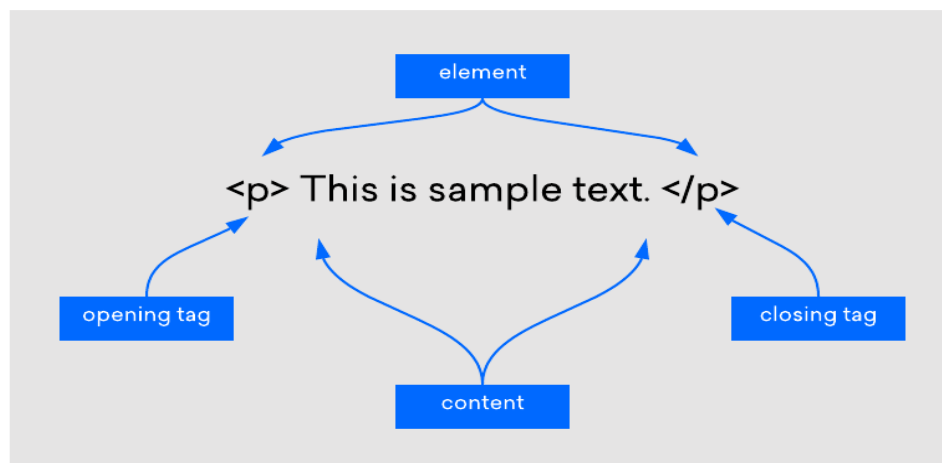 element
<p> This is sample text. </p>
opening tag
closing tag
content